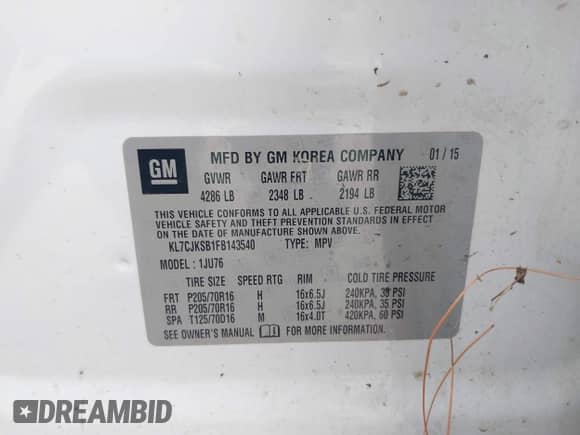 GM
MFD BY GM KOREA COMPANY 01 / 15
GVWR GAWR FRT GAWR RR
4286 LB 2348 LB 2194 LB
THIS VEHICLE CONFORMS TO ALL APPLICABLE U.S. FEDERAL MOTOR
VEHICLE SAFETY AND THEFT PREVENTION STANDARDS IN EFFECT
ON THE DATE OF MANUFACTURE SHOWN ABOVE.
KL7CJKSB1FB143540 TYPE: MPV
MODEL: 1JU76
TIRE SIZE SPEED RTG RIM COLD TIRE PRESSURE
FRT P205/70R16 H 16x6.5J 240KPA, 35 PSI
RR P205/70R16 H 16x6.5J 240KPA, 35 PSI
SPA T125/70D16 M 16x4.0T 420KPA, 60 PSI
SEE OWNER'S MANUAL FOR MORE INFORMATION.
DREAMBID